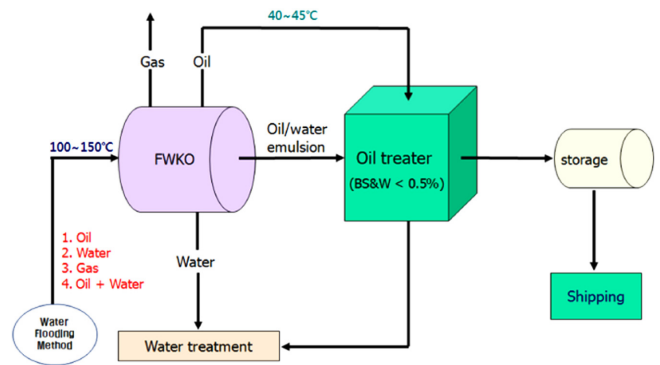 40~45℃
Gas
Oil
100~150℃
FWKO
Oil/water
emulsion
Oil treater
(BS&W < 0.5%)
storage
1. Oil
2. Water
3. Gas
4. Oil + Water
Water
Shipping
Water
Flooding
Method
Water treatment